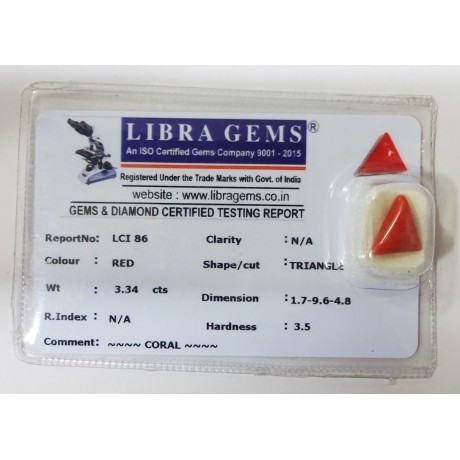 LIBRA GEMS®
An ISO Certified Gems Company 9001 - 2015
Registered Under the Trade Marks with Govt. of India
website : www.libragems.co.in
GEMS & DIAMOND CERTIFIED TESTING REPORT
ReportNo: LCI 86 Clarity : N/A
Colour : RED Shape/cut : TRIANGLE
Wt : 3.34 cts Dimension : 1.7-9.6-4.8
R.Index : N/A Hardness : 3.5
Comment: ~~~~ CORAL ~~~~